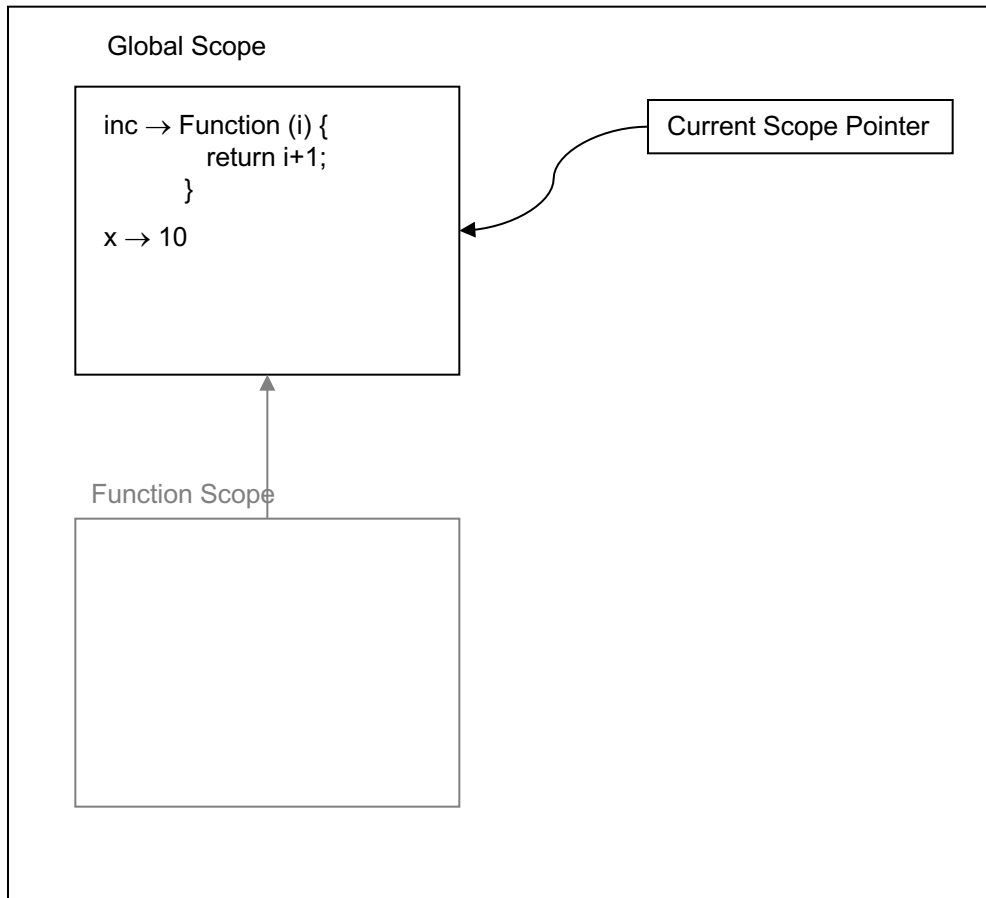 Global Scope
inc → Function (i) {
return i+1;
}
x → 10
Current Scope Pointer
Function Scope